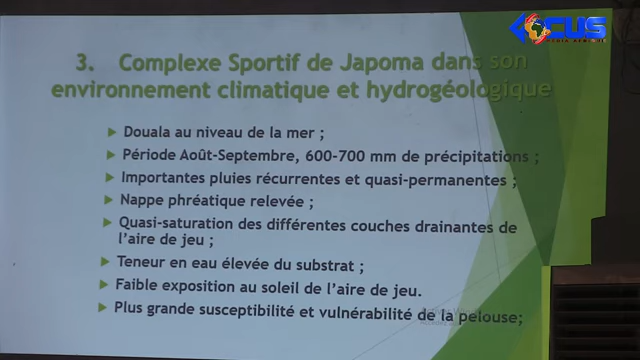 FOCUS
3. Complexe Sportif de Japoma dans son
environnement climatique et hydrogéologique
Douala au niveau de la mer ;
Période Août-Septembre, 600-700 mm de précipitations ;
Importantes pluies récurrentes et quasi-permanentes ;
Nappe phréatique relevée ;
Quasi-saturation des différentes couches drainantes de
l’aire de jeu ;
Teneur en eau élevée du substrat ;
Faible exposition au soleil de l’aire de jeu.
Plus grande susceptibilité et vulnérabilité de la pelouse;